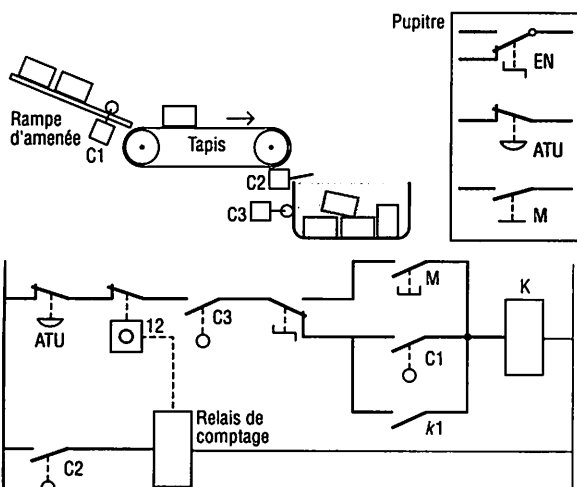 Pupitre
EN
Rampe
d'amenée
C1
Tapis
ATU
C2
C3
M
M
K
ATU
12
C3
C1
Relais de
comptage
k1
C2